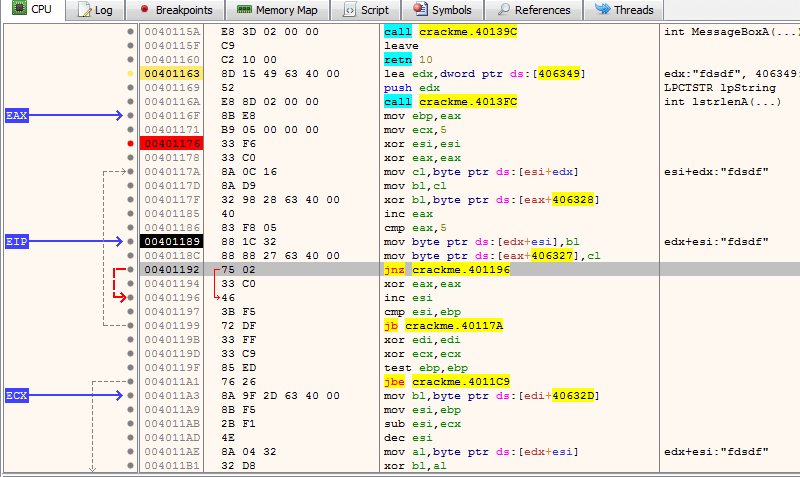 CPU Log Breakpoints Memory Map Script Symbols References Threads
0040115A E8 3D 02 00 00 call crackme.40139C int MessageBoxA(...)
0040115F C9 leave
00401160 C2 10 00 retn 10
00401163 8D 15 49 63 40 00 lea edx,dword ptr ds:[406349] edx:"fdsdf", 406349:
00401169 52 push edx LPCTSTR lpString
0040116A E8 8D 02 00 00 call crackme.4013FC int lstrlenA(...)
EAX 0040116F 8B E8 mov ebp,eax
00401171 B9 05 00 00 00 mov ecx,5
00401176 33 F6 xor esi,esi
00401178 33 C0 xor eax,eax
0040117A 8A 0C 16 mov cl,byte ptr ds:[esi+edx] esi+edx:"fdsdf"
0040117D 8A D9 mov bl,cl
0040117F 32 98 28 63 40 00 xor bl,byte ptr ds:[eax+406328]
00401185 40 inc eax
00401186 83 F8 05 cmp eax,5
EIP 00401189 88 1C 32 mov byte ptr ds:[edx+esi],bl edx+esi:"fdsdf"
0040118C 88 88 27 63 40 00 mov byte ptr ds:[eax+406327],cl
00401192 75 02 jnz crackme.401196
00401194 33 C0 xor eax,eax
00401196 46 inc esi
00401197 3B F5 cmp esi,ebp
00401199 72 DF jb crackme.40117A
0040119B 33 FF xor edi,edi
0040119D 33 C9 xor ecx,ecx
0040119F 85 ED test ebp,ebp
004011A1 76 26 jbe crackme.4011C9
ECX 004011A3 8A 9F 2D 63 40 00 mov bl,byte ptr ds:[edi+40632D]
004011A9 8B F5 mov esi,ebp
004011AB 2B F1 sub esi,ecx
004011AD 4E dec esi
004011AE 8A 04 32 mov al,byte ptr ds:[edx+esi] edx+esi:"fdsdf"
004011B1 32 D8 xor bl,al